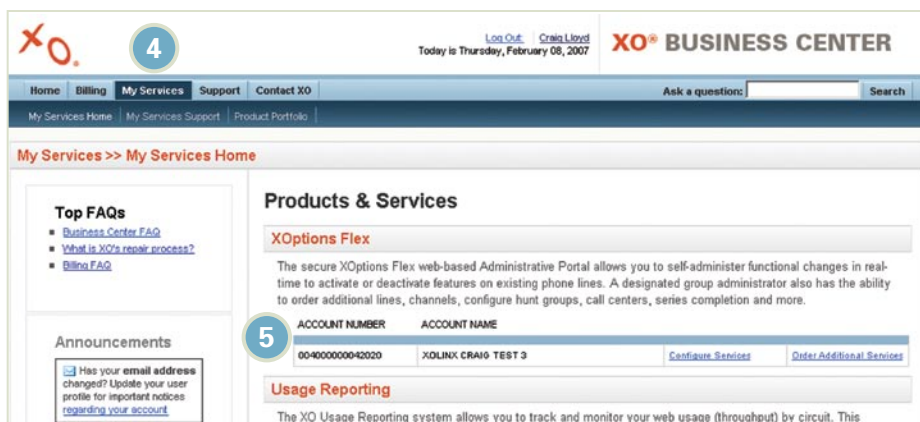 XO.
4
Log Out Craig Lloyd
Today is Thursday, February 08, 2007
XO® BUSINESS CENTER
Home Billing My Services Support Contact XO Ask a question: Search
My Services Home My Services Support Product Portfolio
My Services >> My Services Home
Top FAQs
Business Center FAQ
What is XO's repair process?
Billing FAQ
Announcements
Has your email address
changed? Update your user
profile for important notices
regarding your account
Products & Services
XOptions Flex
The secure XOptions Flex web-based Administrative Portal allows you to self-administer functional changes in real-
time to activate or deactivate features on existing phone lines. A designated group administrator also has the ability
to order additional lines, channels, configure hunt groups, call centers, series completion and more.
5
ACCOUNT NUMBER ACCOUNT NAME
004000000042020 XOLINX CRAIG TEST 3 Configure Services Order Additional Services
Usage Reporting
The XO Usage Reporting system allows you to track and monitor your web usage (throughput) by circuit. This